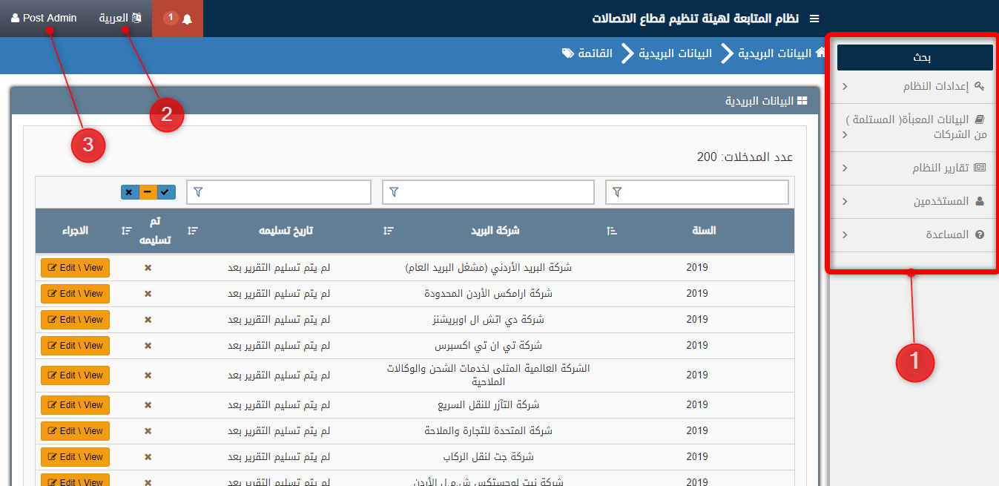 نظام المتابعة لهيئة تنظيم قطاع الاتصالات
1
العربية
Post Admin
البيانات البريدية
البيانات البريدية
القائمة
بحث
إعدادات النظام
البيانات المعبأة( المستلمة )
من الشركات
تقارير النظام
المستخدمين
المساعدة
1
2
3
البيانات البريدية
عدد المدخلات: 200
السنة شركة البريد تاريخ تسليمه تم تسليمه الاجراء
2019 شركة البريد الأردني (مشغل البريد العام) لم يتم تسليم التقرير بعد Edit \ View
2019 شركة ارامكس الأردن المحدودة لم يتم تسليم التقرير بعد Edit \ View
2019 شركة دي اتش ال اوبريشنز لم يتم تسليم التقرير بعد Edit \ View
2019 شركة تي ان تي اكسبرس لم يتم تسليم التقرير بعد Edit \ View
2019 الشركة العالمية المثلى لخدمات الشحن والوكالات الملاحية لم يتم تسليم التقرير بعد Edit \ View
2019 شركة التآزر للنقل السريع لم يتم تسليم التقرير بعد Edit \ View
2019 شركة المتحدة للتجارة والملاحة لم يتم تسليم التقرير بعد Edit \ View
2019 شركة جت لنقل الركاب لم يتم تسليم التقرير بعد Edit \ View
2019 شركة نيت لوجستكس ش.م.ل الأردن لم يتم تسليم التقرير بعد Edit \ View